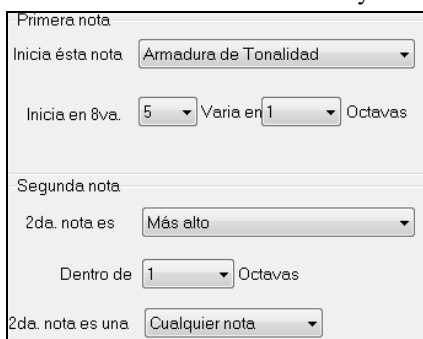 Primera nota
Inicia ésta nota Armadura de Tonalidad
Inicia en 8va. 5 Varia en 1 Octavas
Segunda nota
2da. nota es Más alto
Dentro de 1 Octavas
2da. nota es una Cualquier nota